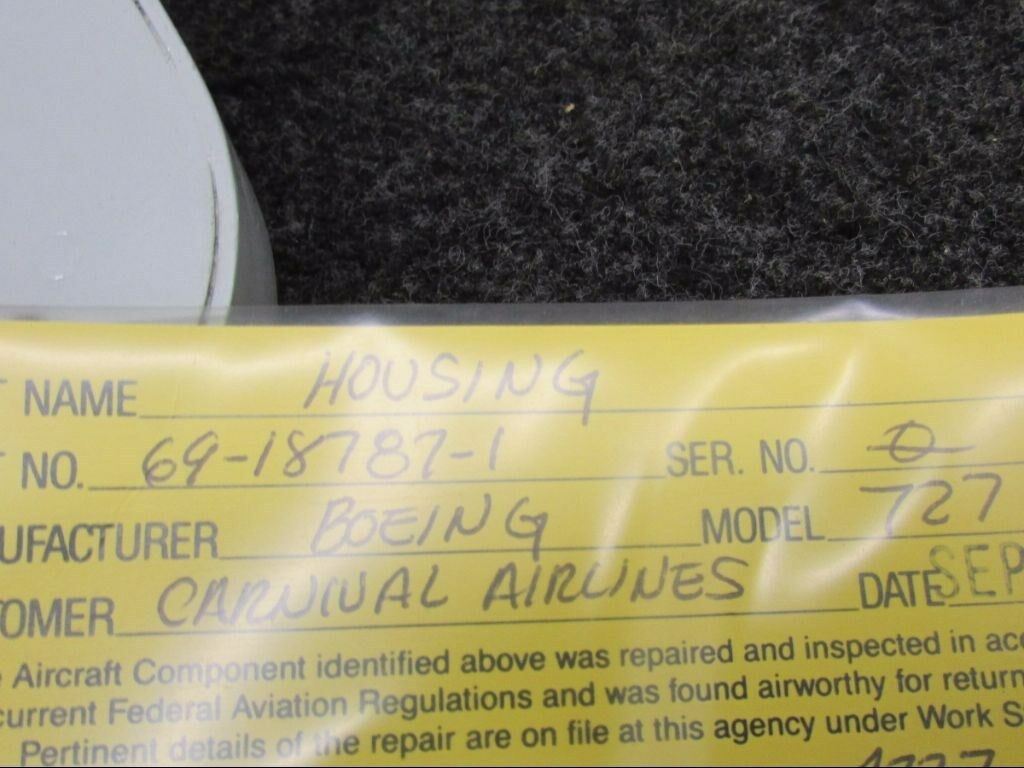 NAME HOUSING
NO. 69-18787-1 SER. NO. 0
UFACTURER BOEING MODEL 727
OMER CARNIVAL AIRLINES DATE SEP
Aircraft Component identified above was repaired and inspected in acc
current Federal Aviation Regulations and was found airworthy for return
Pertinent details of the repair are on file at this agency under Work S